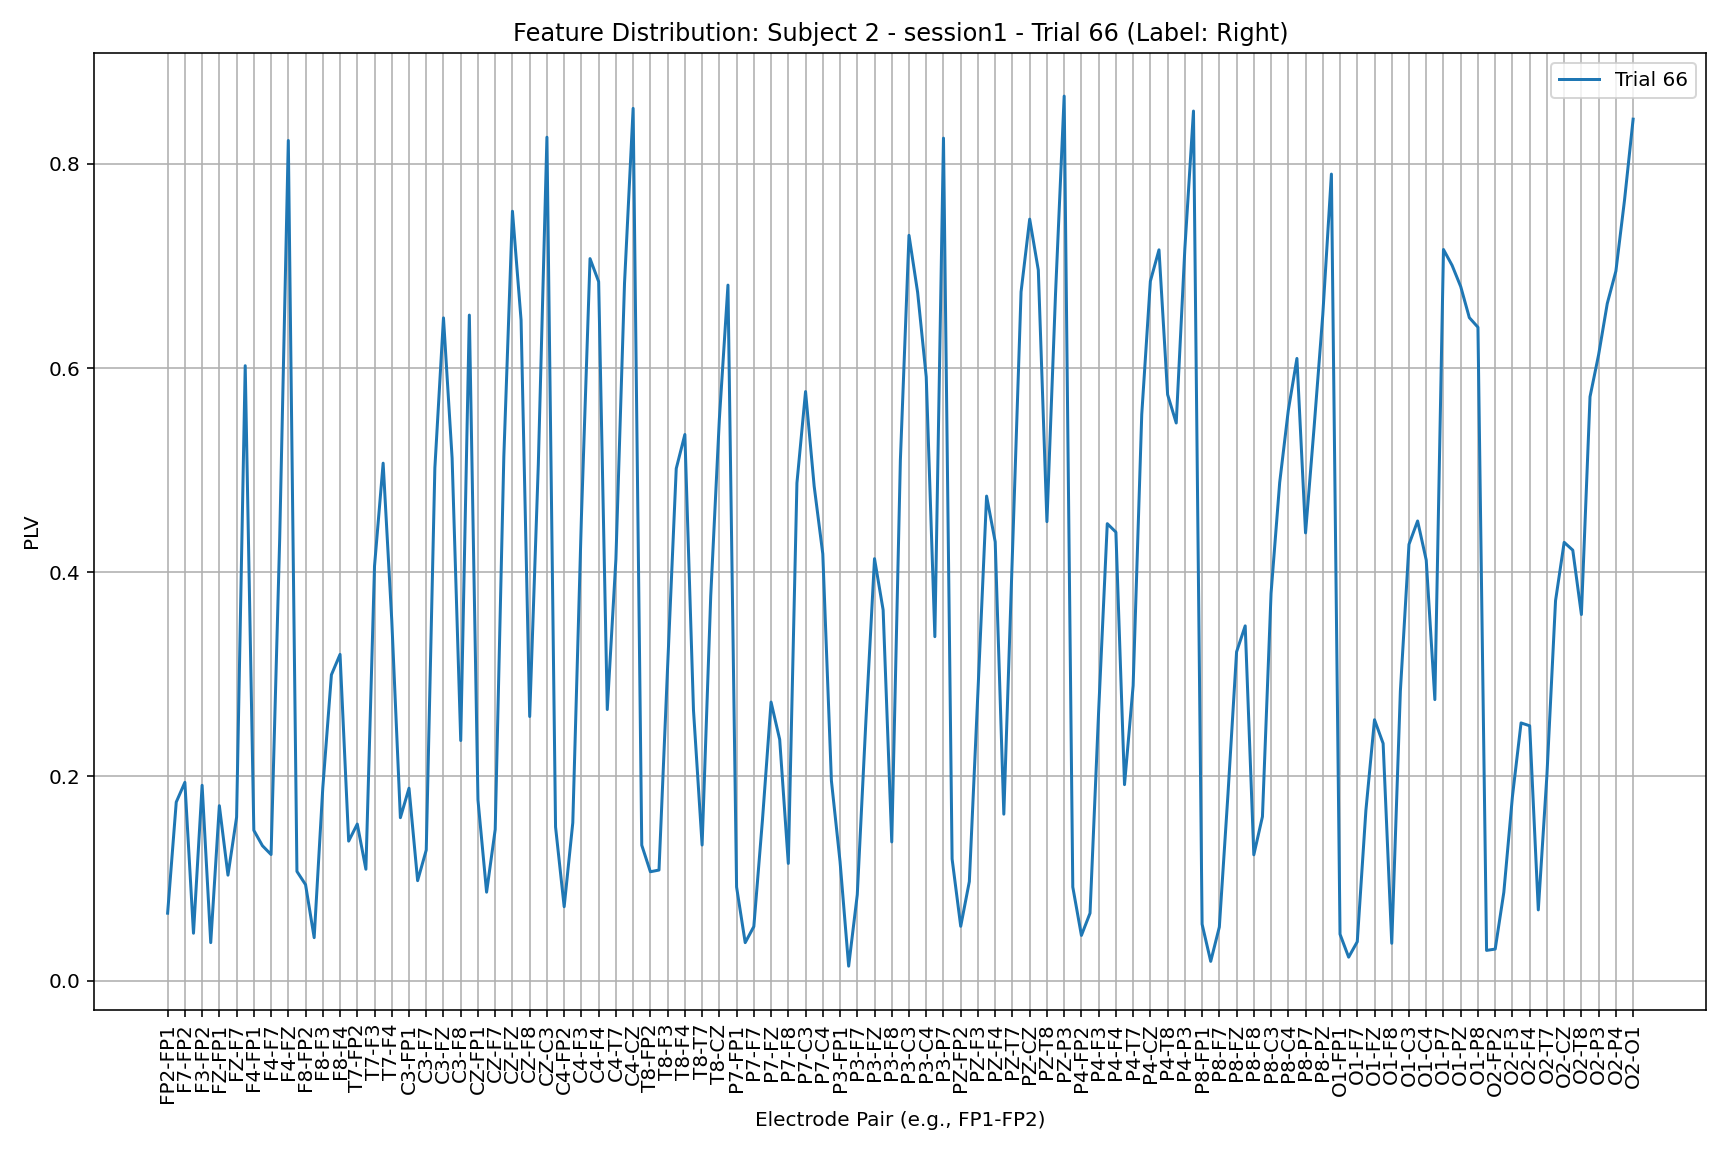 Feature Distribution: Subject 2 - session1 - Trial 66 (Label: Right)
Trial 66
PLV
0.8
0.6
0.4
0.2
0.0
FP2-FP1
F7-FP2
F3-FP2
FZ-FP1
FZ-F7
F4-FP1
F4-F7
F4-FZ
F8-FP2
F8-F3
F8-F4
T7-FP2
T7-F3
T7-F4
C3-FP1
C3-F7
C3-FZ
C3-F8
CZ-FP1
CZ-F7
CZ-FZ
CZ-F8
CZ-C3
C4-FP2
C4-F3
C4-F4
C4-T7
C4-CZ
T8-FP2
T8-F3
T8-F4
T8-T7
T8-CZ
P7-FP1
P7-F7
P7-FZ
P7-F8
P7-C3
P7-C4
P3-FP1
P3-F7
P3-FZ
P3-F8
P3-C3
P3-C4
P3-P7
PZ-FP2
PZ-F3
PZ-F4
PZ-T7
PZ-CZ
PZ-T8
PZ-P3
P4-FP2
P4-F3
P4-F4
P4-T7
P4-CZ
P4-T8
P4-P3
P8-FP1
P8-F7
P8-FZ
P8-F8
P8-C3
P8-C4
P8-P7
P8-PZ
O1-FP1
O1-F7
O1-FZ
O1-F8
O1-C3
O1-C4
O1-P7
O1-PZ
O1-P8
O2-FP2
O2-F3
O2-F4
O2-T7
O2-CZ
O2-T8
O2-P3
O2-P4
O2-O1
Electrode Pair (e.g., FP1-FP2)